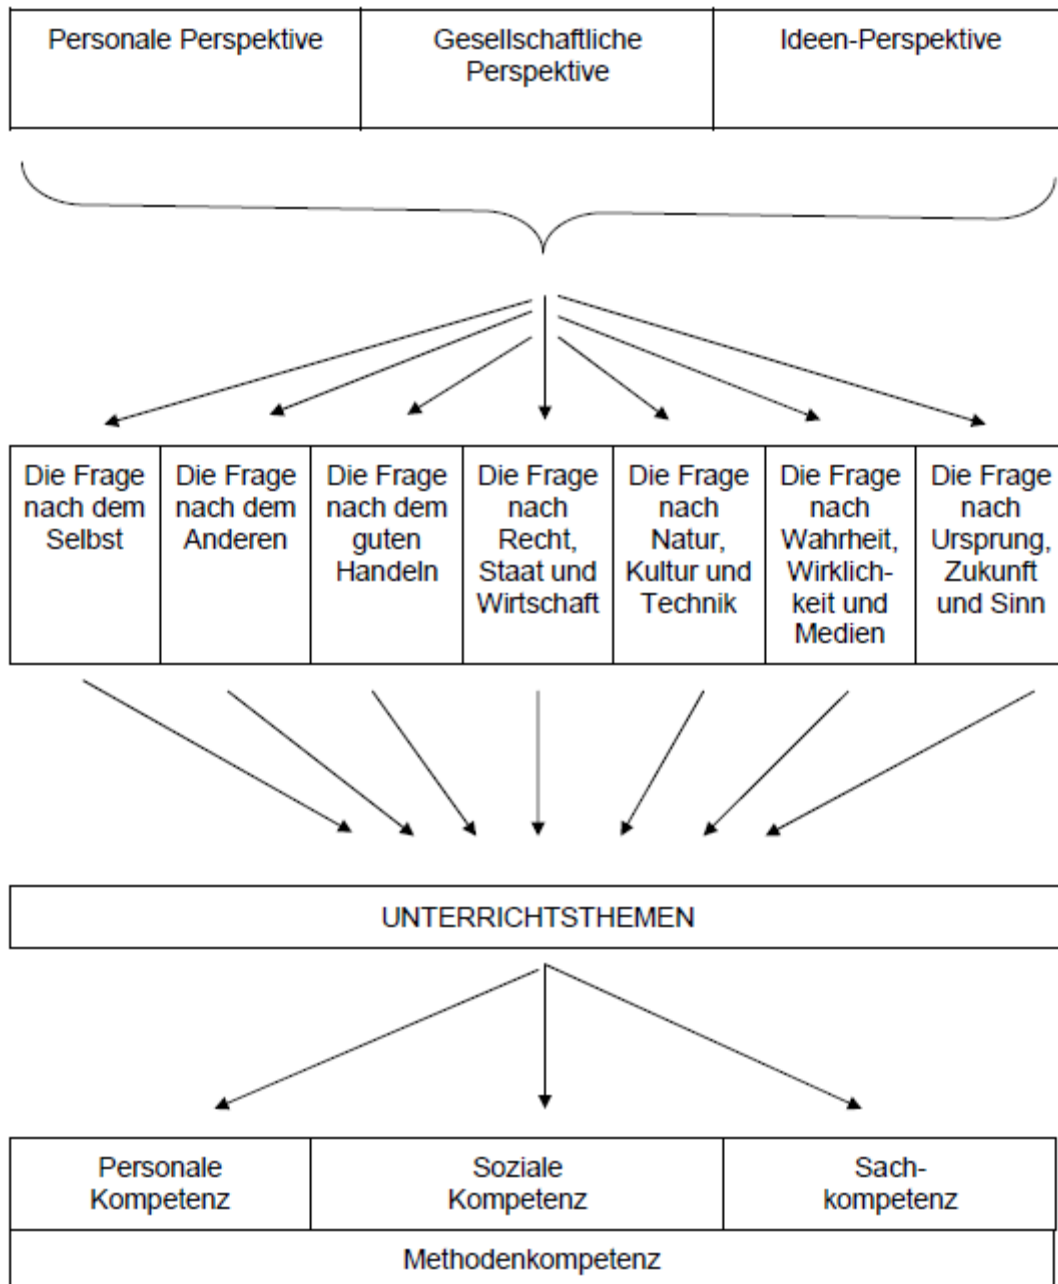 Personale Perspektive
Gesellschaftliche
Perspektive
Ideen-Perspektive
Die Frage
nach dem
Selbst
Die Frage
nach dem
Anderen
Die Frage
nach dem
guten
Handeln
Die Frage
nach
Recht,
Staat und
Wirtschaft
Die Frage
nach
Natur,
Kultur und
Technik
Die Frage
nach
Wahrheit,
Wirklich-
keit und
Medien
Die Frage
nach
Ursprung,
Zukunft
und Sinn
UNTERRICHTSTHEMEN
Personale
Kompetenz
Soziale
Kompetenz
Sach-
kompetenz
Methodenkompetenz